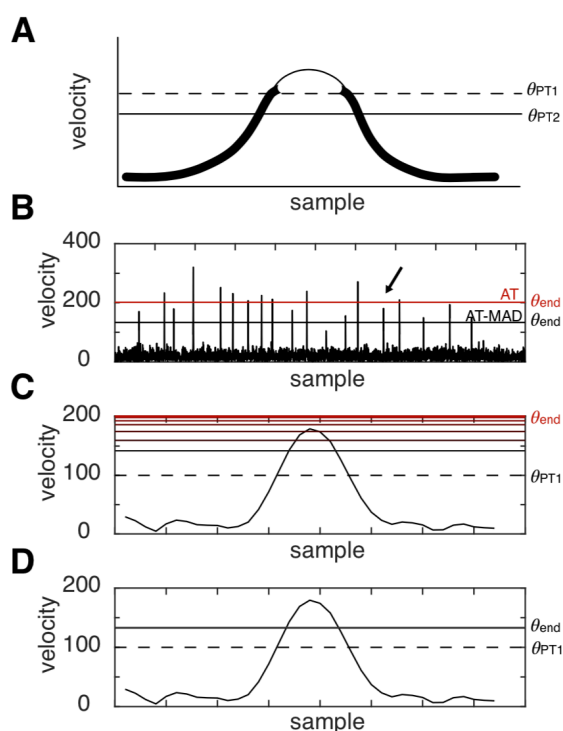 A
velocity
θPT1
θPT2
sample
B
400
velocity
200
AT
θend
AT-MAD
θend
0
sample
C
200
θend
velocity
100
θPT1
0
sample
D
200
velocity
θend
100
θPT1
0
sample